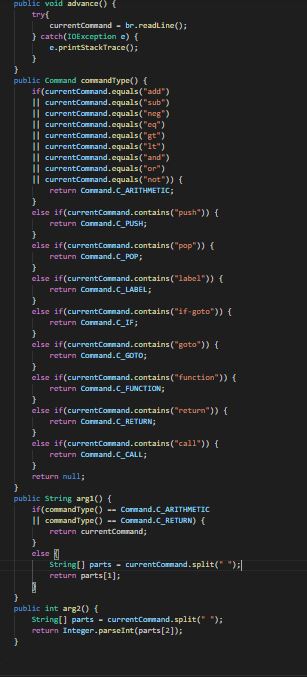 public void advance() {
try{
currentCommand = br.readLine();
} catch(IOException e) {
e.printStackTrace();
}
}
public Command commandType() {
if(currentCommand.equals("add")
|| currentCommand.equals("sub")
|| currentCommand.equals("neg")
|| currentCommand.equals("eq")
|| currentCommand.equals("gt")
|| currentCommand.equals("lt")
|| currentCommand.equals("and")
|| currentCommand.equals("or")
|| currentCommand.equals("not")) {
return Command.C_ARITHMETIC;
}
else if(currentCommand.contains("push")) {
return Command.C_PUSH;
}
else if(currentCommand.contains("pop")) {
return Command.C_POP;
}
else if(currentCommand.contains("label")) {
return Command.C_LABEL;
}
else if(currentCommand.contains("if-goto")) {
return Command.C_IF;
}
else if(currentCommand.contains("goto")) {
return Command.C_GOTO;
}
else if(currentCommand.contains("function")) {
return Command.C_FUNCTION;
}
else if(currentCommand.contains("return")) {
return Command.C_RETURN;
}
else if(currentCommand.contains("call")) {
return Command.C_CALL;
}
return null;
}
public String arg1() {
if(commandType() == Command.C_ARITHMETIC
|| commandType() == Command.C_RETURN) {
return currentCommand;
}
else {
String[] parts = currentCommand.split(" ");
return parts[1];
}
}
public int arg2() {
String[] parts = currentCommand.split(" ");
return Integer.parseInt(parts[2]);
}